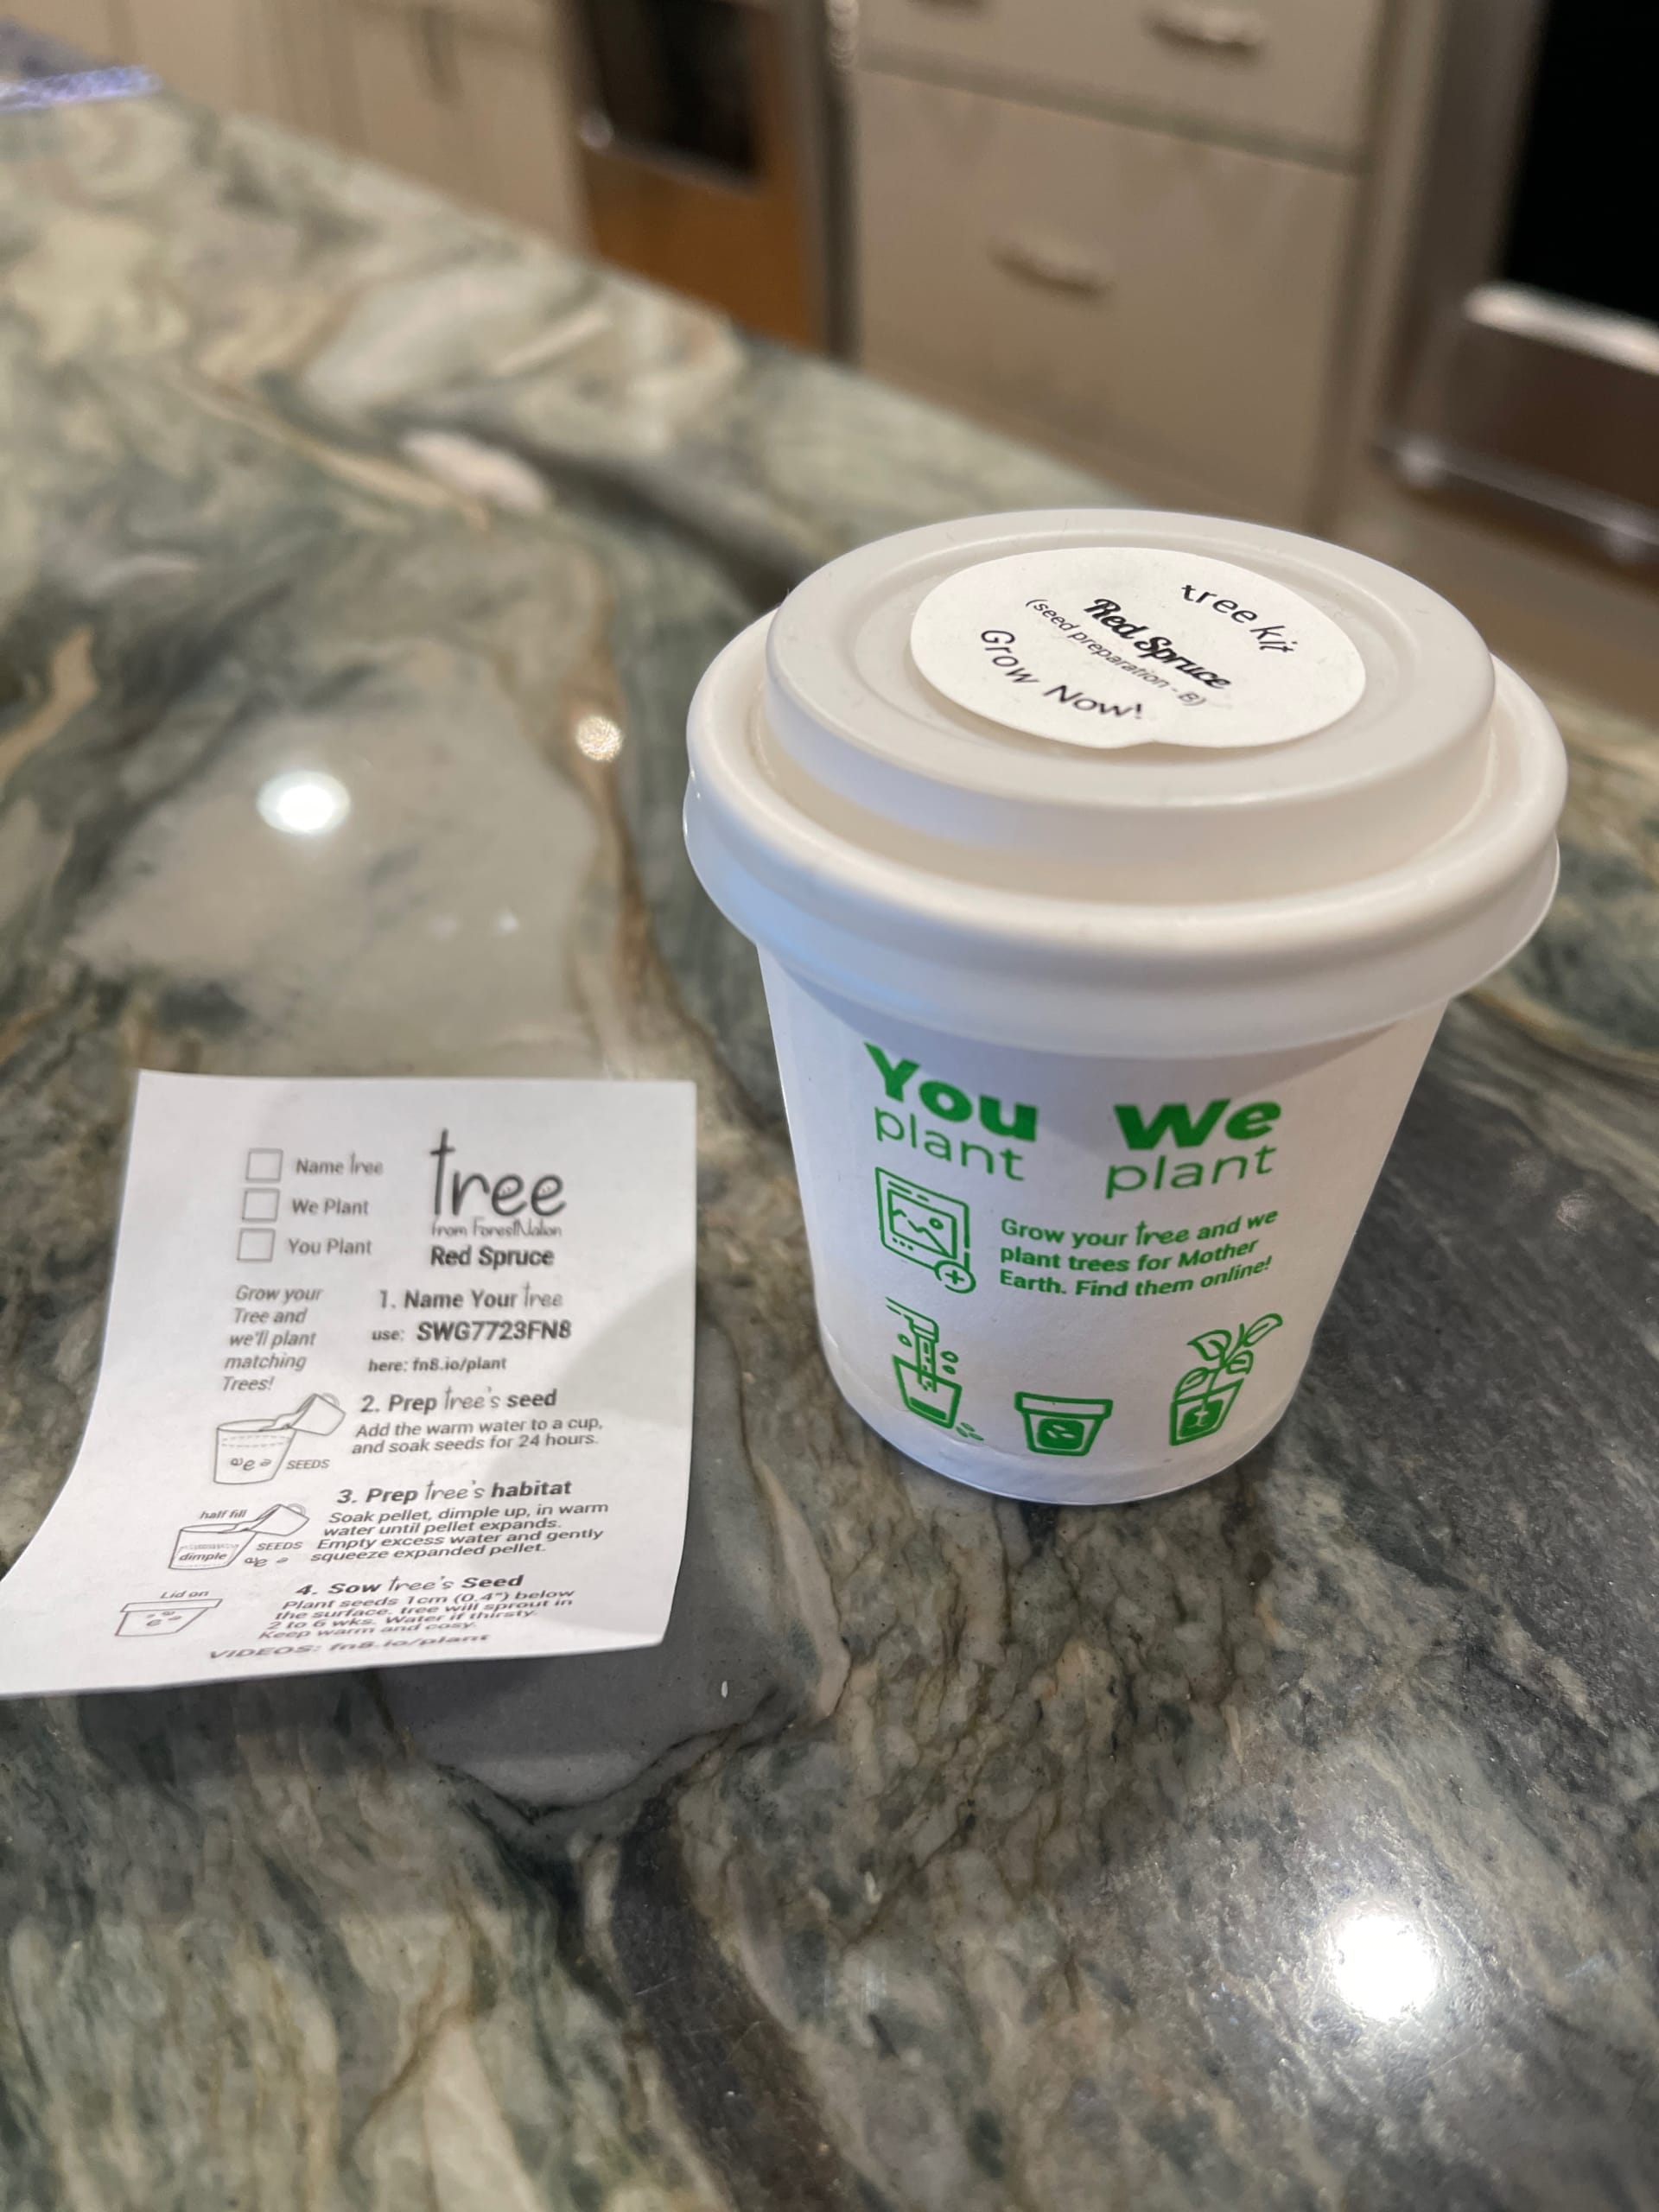 tree kit
Red Spruce
(seed preparation - B)
Grow Now!
You We
plant plant
Grow your tree and we
plant trees for Mother
Earth. Find them online!
Name tree
We Plant
You Plant
tree
from ForestNation
Red Spruce
Grow your
Tree and
we'll plant
matching
Trees!
1. Name Your tree
use: SWG7723FN8
here: fn8.io/plant
2. Prep tree's seed
Add the warm water to a cup,
and soak seeds for 24 hours.
SEEDS
3. Prep tree's habitat
Soak pellet, dimple up, in warm
water until pellet expands.
Empty excess water and gently
squeeze expanded pellet.
half fill
SEEDS
dimple
4. Sow tree's Seed
Plant seeds 1cm (0.4") below
the surface. tree will sprout in
2 to 6 wks. Water if thirsty.
Keep warm and cosy.
Lid on
VIDEOS: fn8.io/plant